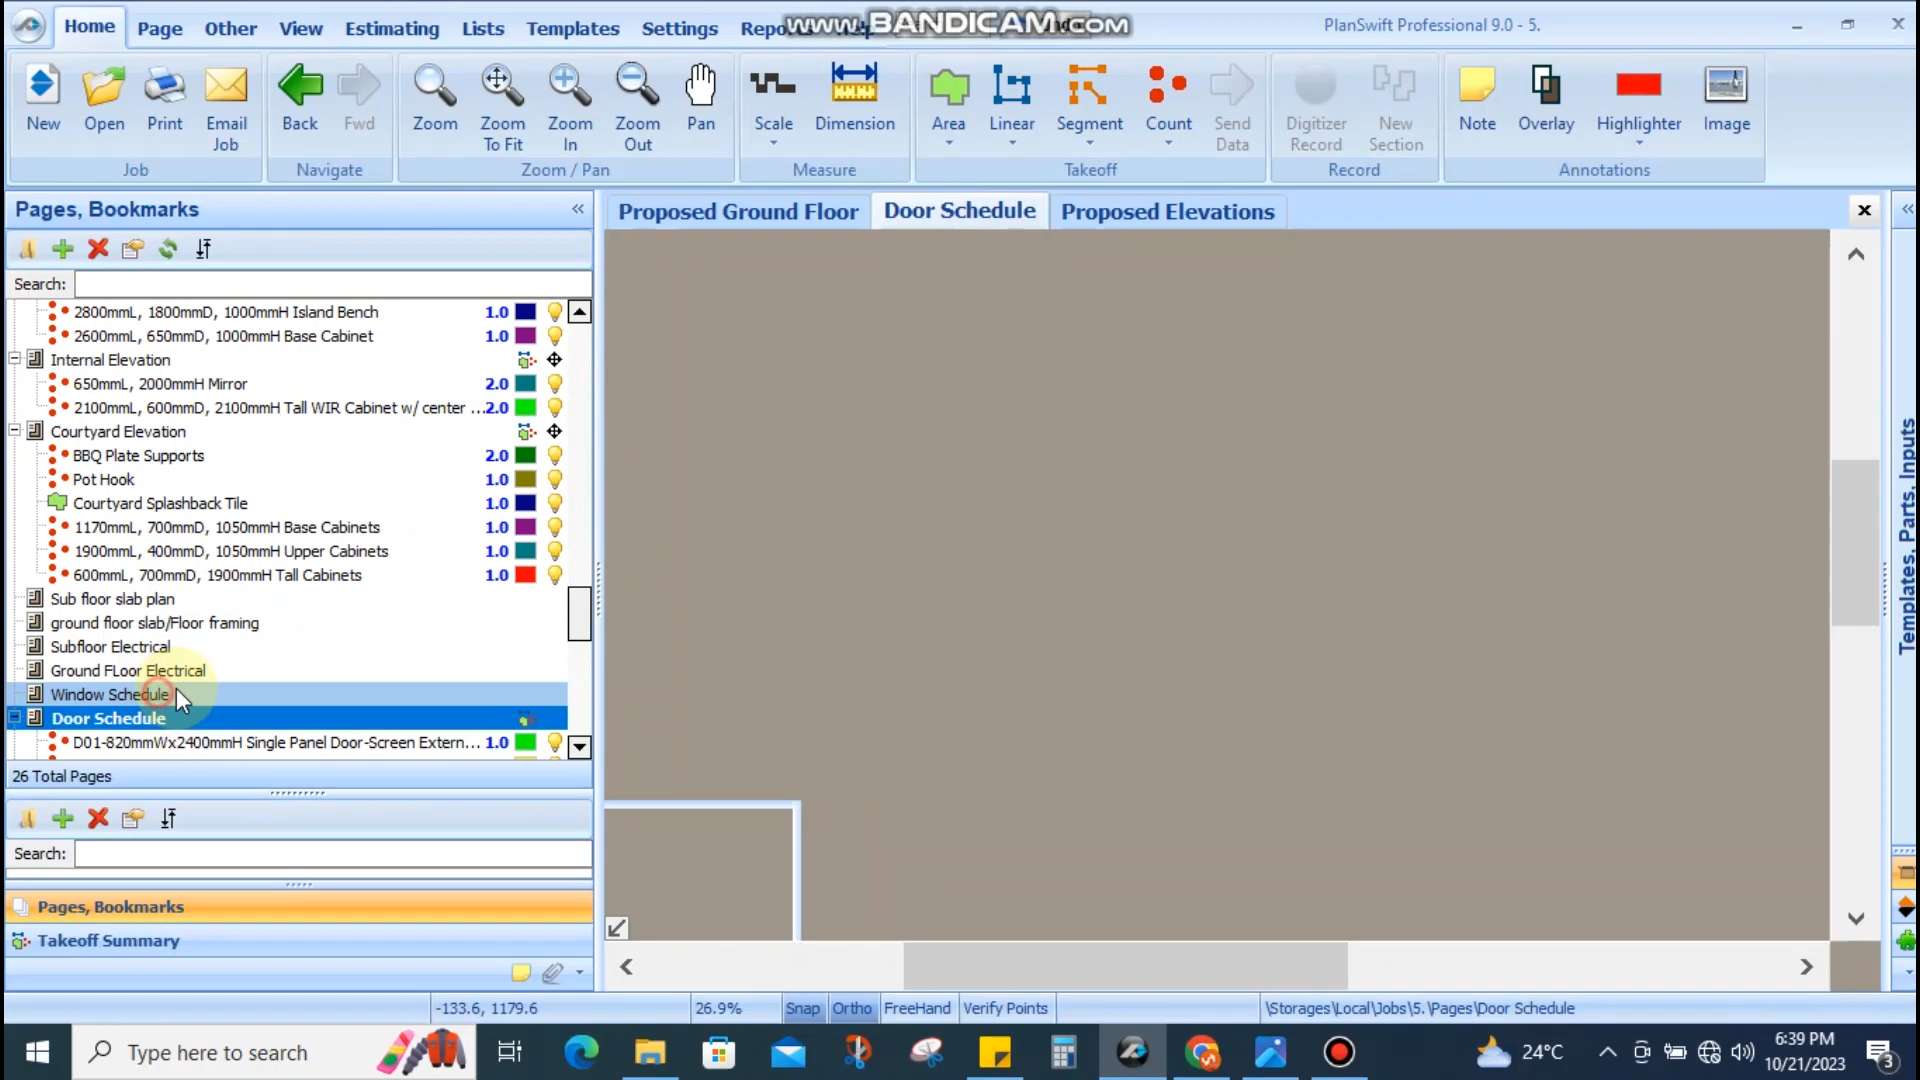 Home Page Other View Estimating Lists Templates Settings
www.BANDICAM.com
PlanSwift Professional 9.0 - 5.
New Open Print Email Job Back Fwd Zoom Zoom To Fit Zoom In Zoom Out Pan Scale Dimension Area Linear Segment Count Send Data Digitizer Record New Section Note Overlay Highlighter Image
Job Navigate Zoom / Pan Measure Takeoff Record Annotations
Pages, Bookmarks
Proposed Ground Floor Door Schedule Proposed Elevations
Search:
2800mmL, 1800mmD, 1000mmH Island Bench 1.0
2600mmL, 650mmD, 1000mmH Base Cabinet 1.0
Internal Elevation
650mmL, 2000mmH Mirror 2.0
2100mmL, 600mmD, 2100mmH Tall WIR Cabinet w/ center ... 2.0
Courtyard Elevation
BBQ Plate Supports 2.0
Pot Hook 1.0
Courtyard Splashback Tile 1.0
1170mmL, 700mmD, 1050mmH Base Cabinets 1.0
1900mmL, 400mmD, 1050mmH Upper Cabinets 1.0
600mmL, 700mmD, 1900mmH Tall Cabinets 1.0
Sub floor slab plan
ground floor slab/Floor framing
Subfloor Electrical
Ground FLoor Electrical
Window Schedule
Door Schedule
D01-820mmWx2400mmH Single Panel Door-Screen Extern... 1.0
26 Total Pages
Search:
Pages, Bookmarks
Takeoff Summary
Templates, Parts, Inputs
-133.6, 1179.6 26.9% Snap Ortho FreeHand Verify Points \Storages\Local\Jobs\5.\Pages\Door Schedule
Type here to search
24°C
6:39 PM
10/21/2023
3